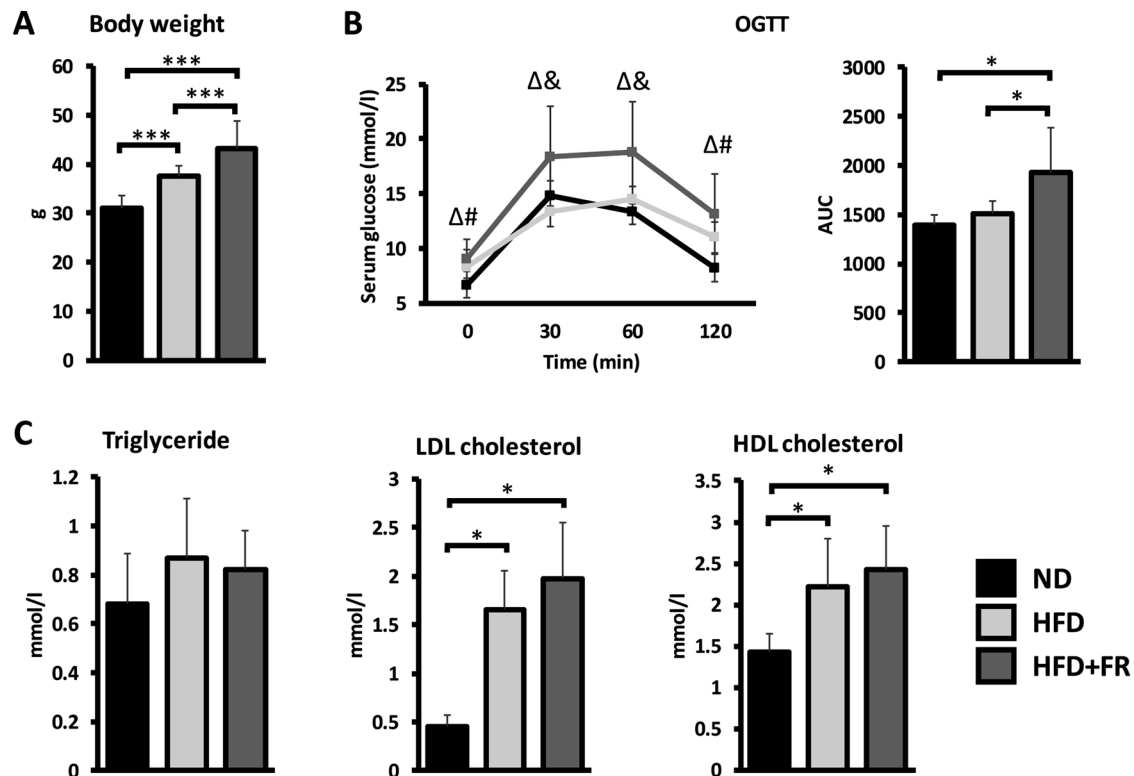 A
Body weight
60
50
40
30
20
10
0
g
***
***
***
B
OGTT
25
20
15
10
5
Serum glucose (mmol/l)
Δ#
Δ&
Δ&
Δ#
0 30 60 120
Time (min)
3000
2500
2000
1500
1000
500
0
AUC
*
*
C
Triglyceride
1.2
1
0.8
0.6
0.4
0.2
0
mmol/l
LDL cholesterol
3
2.5
2
1.5
1
0.5
0
mmol/l
*
*
HDL cholesterol
3.5
3
2.5
2
1.5
1
0.5
0
mmol/l
*
*
ND
HFD
HFD+FR